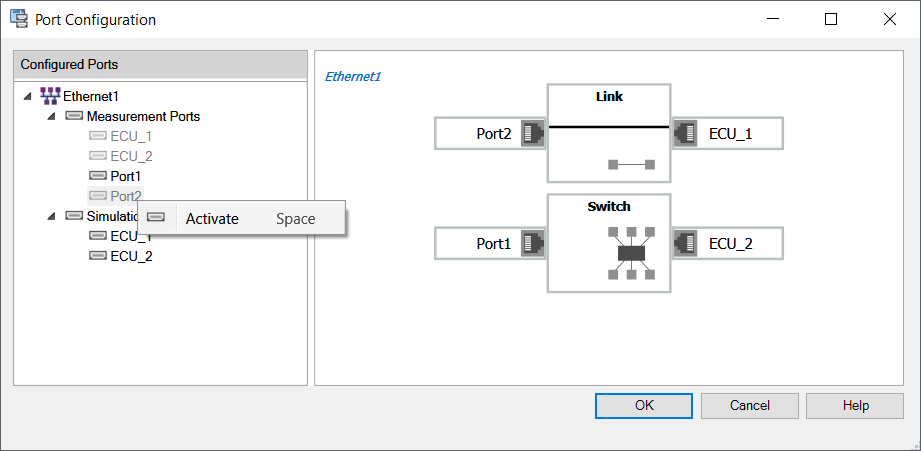 Port Configuration
Configured Ports
Ethernet1
Measurement Ports
ECU_1
ECU_2
Port1
Port2
Simulatio
ECU_1
ECU_2
Activate Space
Ethernet1
Link
Port2 ECU_1
Switch
Port1 ECU_2
OK Cancel Help